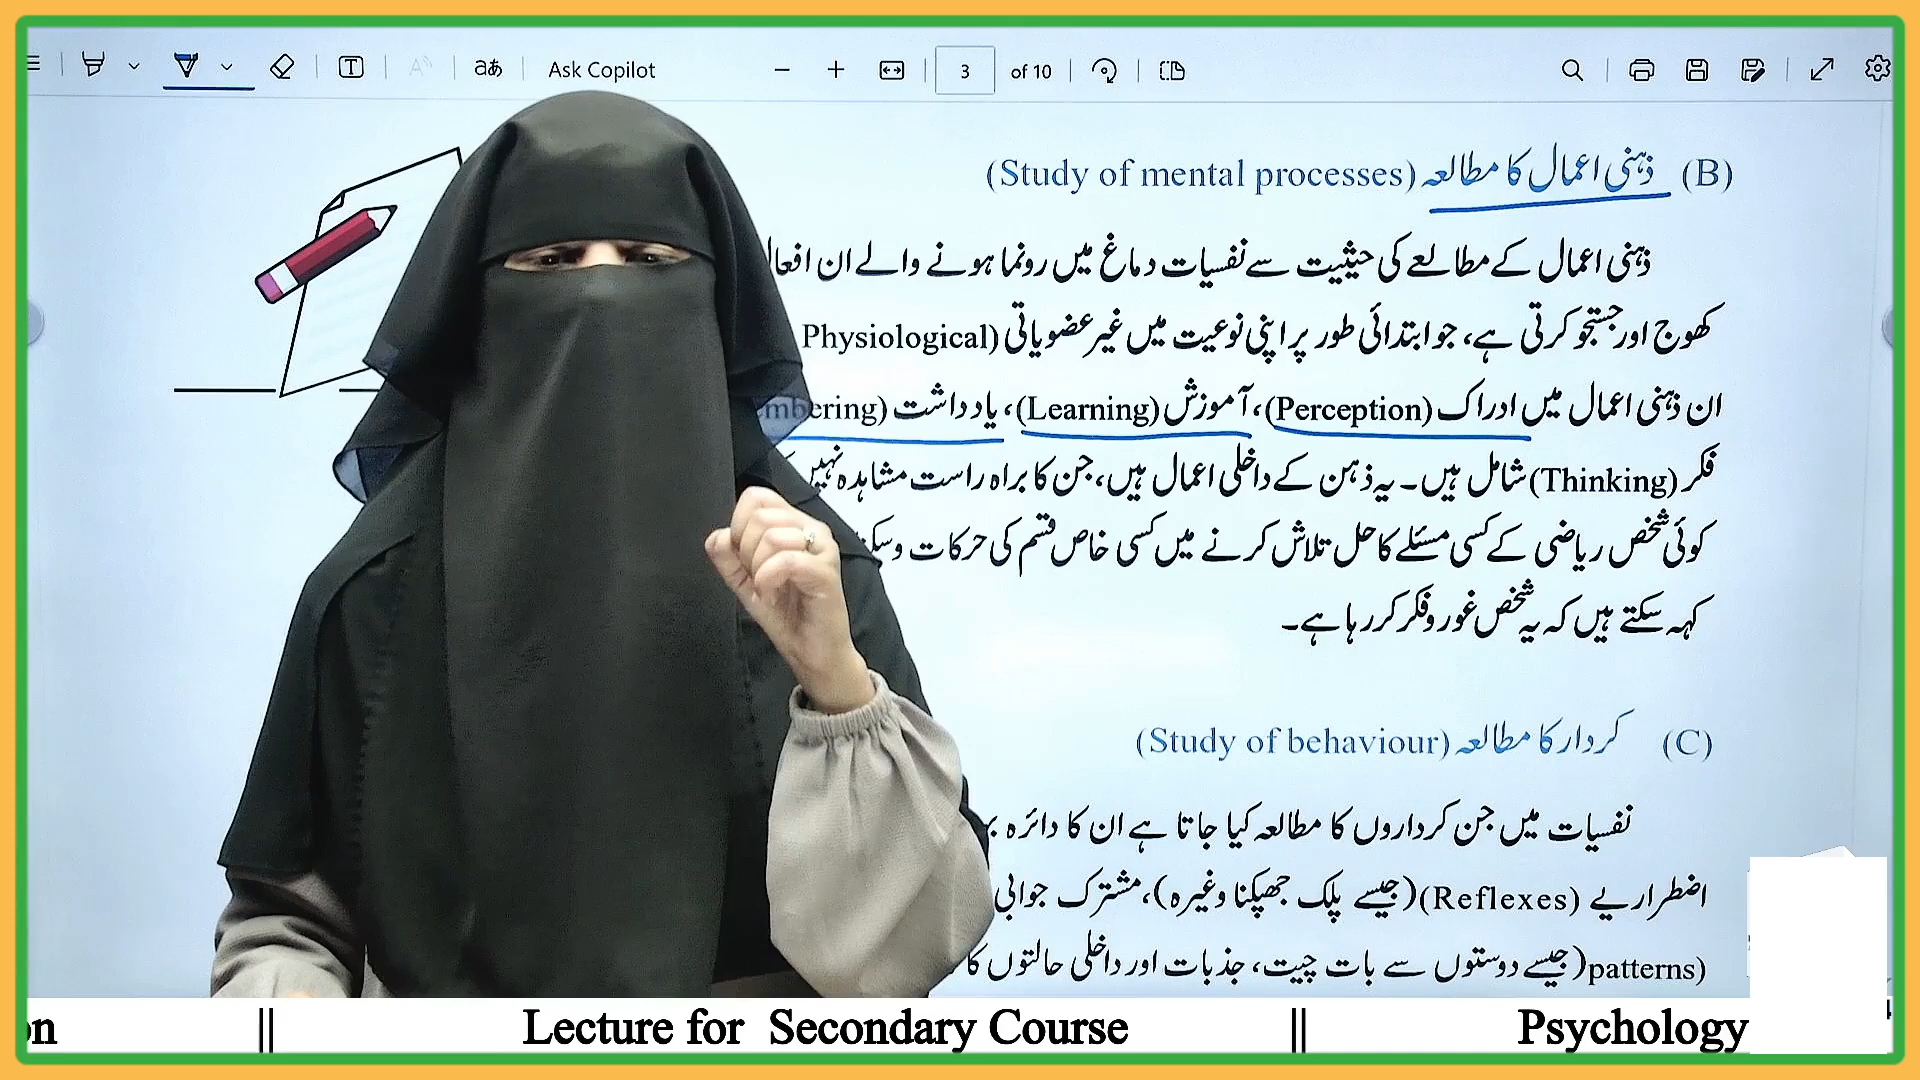 Ask Copilot
3 of 10
(B) ذہنی اعمال کا مطالعہ (Study of mental processes)
ذہنی اعمال کے مطالعے کی حیثیت سے نفسیات دماغ میں رونما ہونے والے ان
کھوج اور جستجو کرتی ہے، جو ابتدائی طور پر اپنی نوعیت میں غیر عضویاتی (Physiological
ان ذہنی اعمال میں ادراک (Perception)، آموزش (Learning)، یادداشت
فکر (Thinking) شامل ہیں۔ یہ ذہن کے داخلی اعمال ہیں، جن کا براہ راست مشاہدہ نہیں
کوئی شخص ریاضی کے کسی مسئلے کا حل تلاش کرنے میں کسی خاص قسم کی حرکات
کہہ سکتے ہیں کہ یہ شخص غور و فکر کر رہا ہے۔
(C) کردار کا مطالعہ (Study of behaviour)
نفسیات میں جن کرداروں کا مطالعہ کیا جاتا ہے ان کا دائرہ
اضطراریے (Reflexes) (جیسے پلک جھپکنا وغیرہ)، مشترک جوابی
patterns) (جیسے دوستوں سے بات چیت، جذبات اور داخلی حالتوں کا
|| Lecture for Secondary Course || Psychology